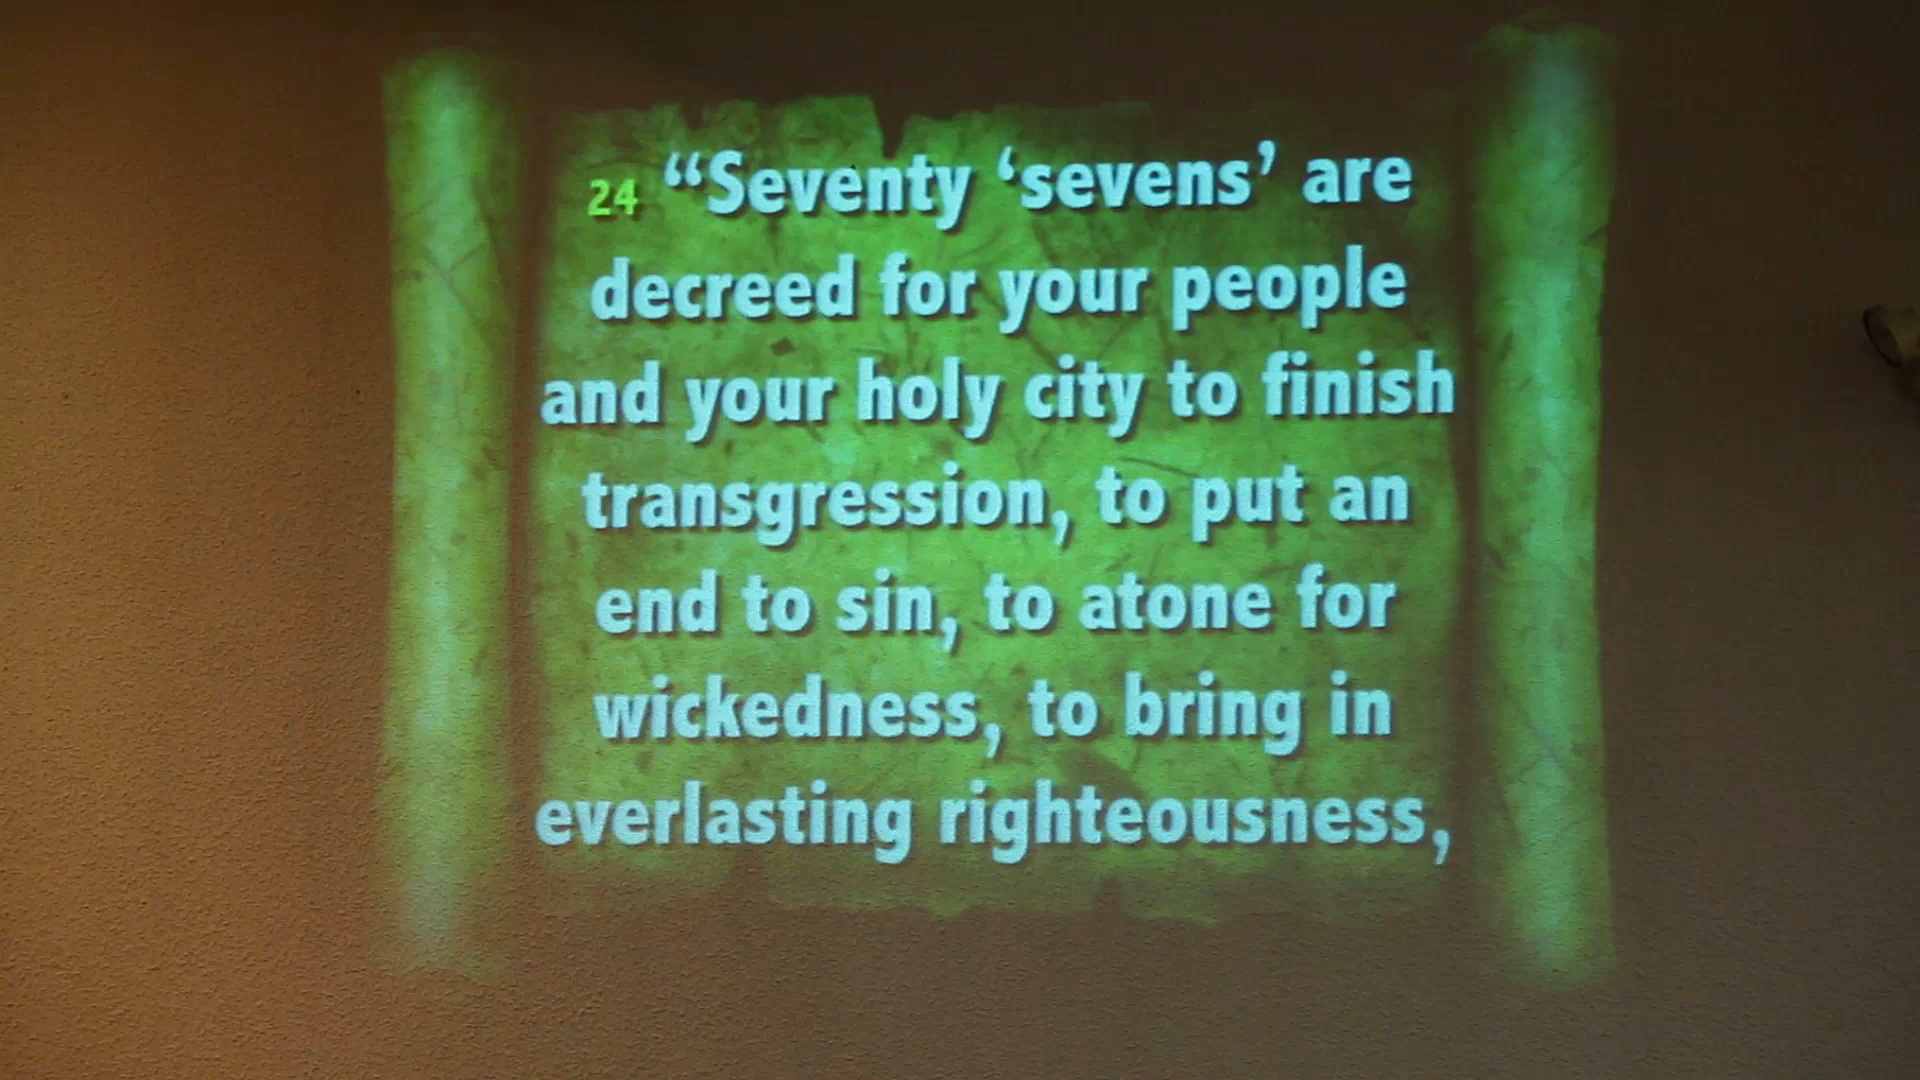 24 “Seventy ‘sevens’ are
decreed for your people
and your holy city to finish
transgression, to put an
end to sin, to atone for
wickedness, to bring in
everlasting righteousness,